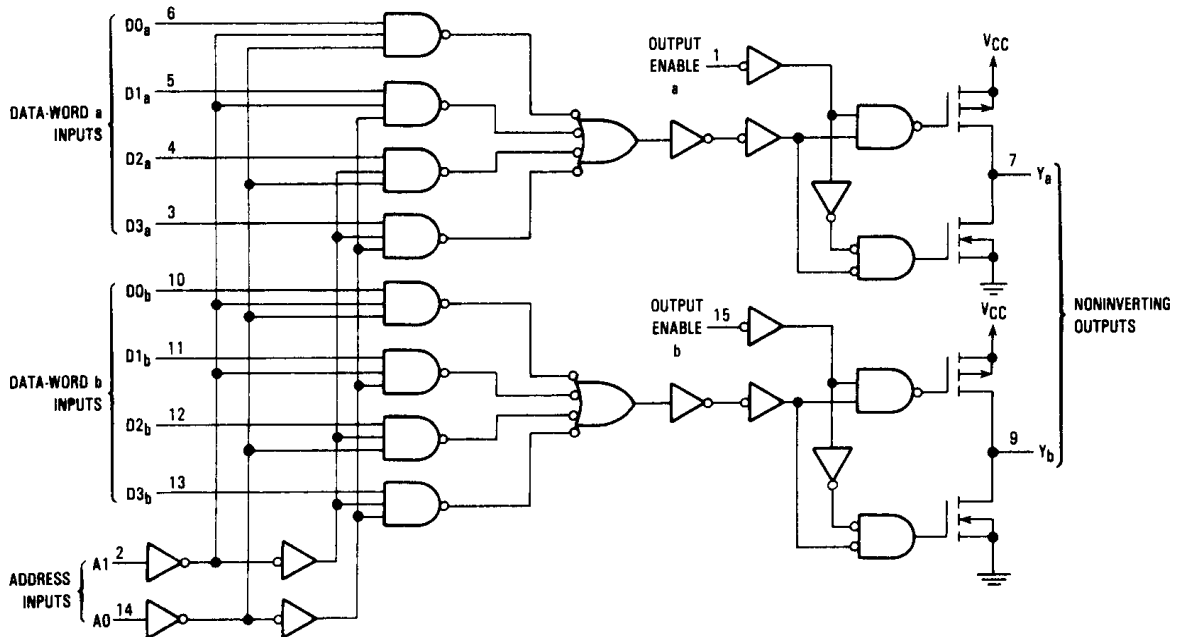 D0a 6
D1a 5
DATA-WORD a
INPUTS
D2a 4
D3a 3
D0b 10
D1b 11
DATA-WORD b
INPUTS
D2b 12
D3b 13
A1 2
ADDRESS
INPUTS
A0 14
OUTPUT
ENABLE 1
a
VCC
7 Ya
OUTPUT
ENABLE 15
b
VCC
9 Yb
NONINVERTING
OUTPUTS